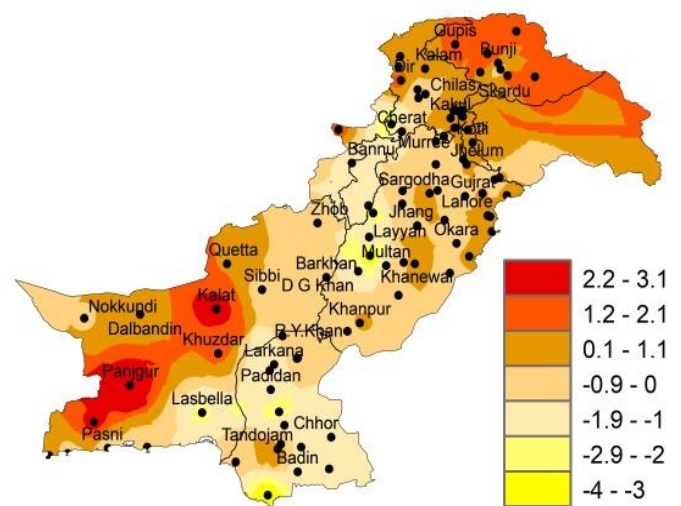 Gupis
Kalam
Bunji
Dir
Chilas
Skardu
Kakul
Cherat
Kotli
Murree
Bannu
Jhelum
Sargodha
Gujrat
Zhob
Jhang
Lahore
Layyah
Okara
Quetta
Multan
Barkhan
Sibbi
D G Khan
Khanewal
Kalat
Nokkundi
Khanpur
Dalbandin
R.Y.Khan
Khuzdar
Larkana
Panjgur
Padidan
Lasbella
Chhor
Pasni
Tandojam
Badin
2.2 - 3.1
1.2 - 2.1
0.1 - 1.1
-0.9 - 0
-1.9 - -1
-2.9 - -2
-4 - -3